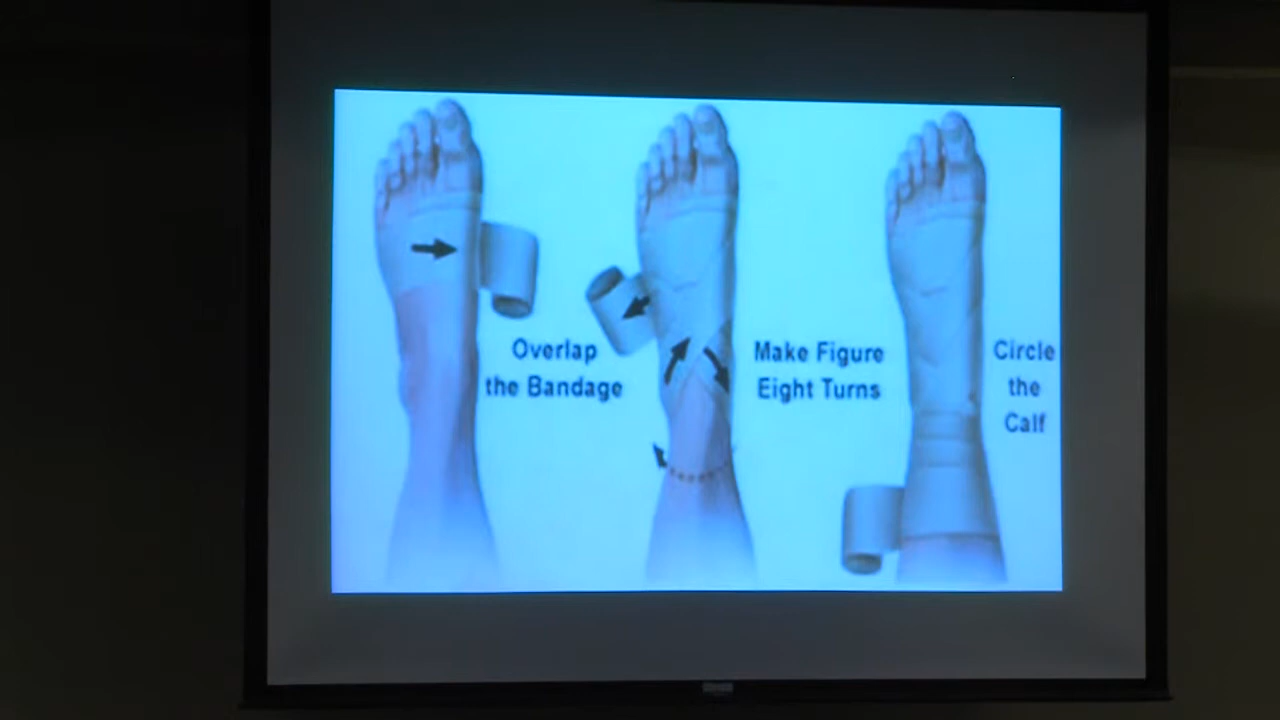 Overlap
the Bandage
Make Figure
Eight Turns
Circle
the
Calf